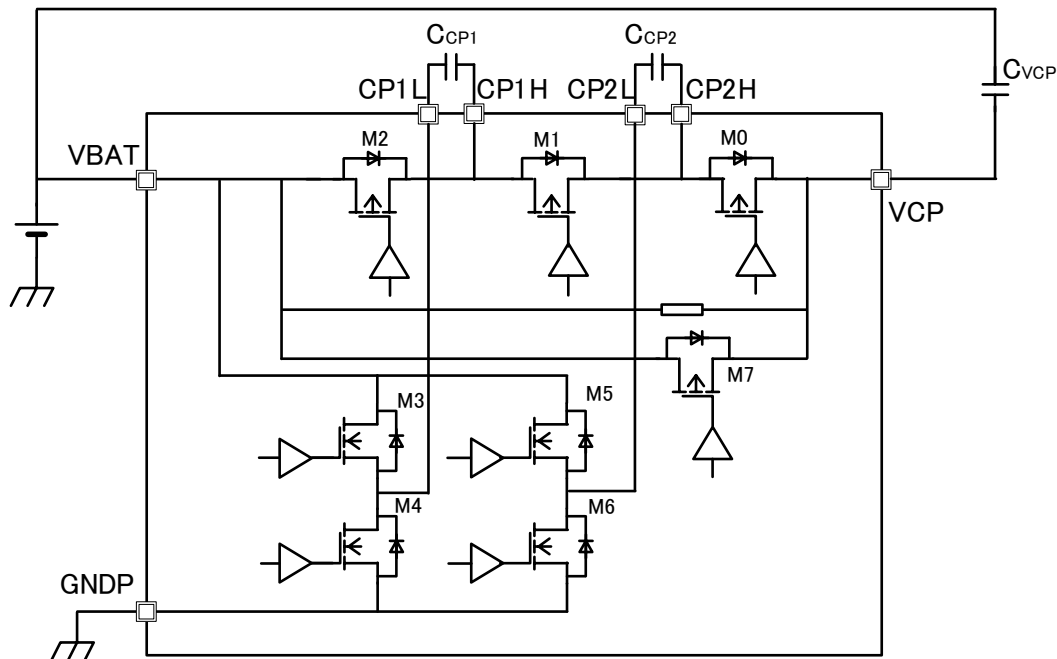 CCP1
CCP2
CVCP
CP1L
CP1H
CP2L
CP2H
VBAT
M2
M1
M0
VCP
M7
M3
M5
M4
M6
GNDP